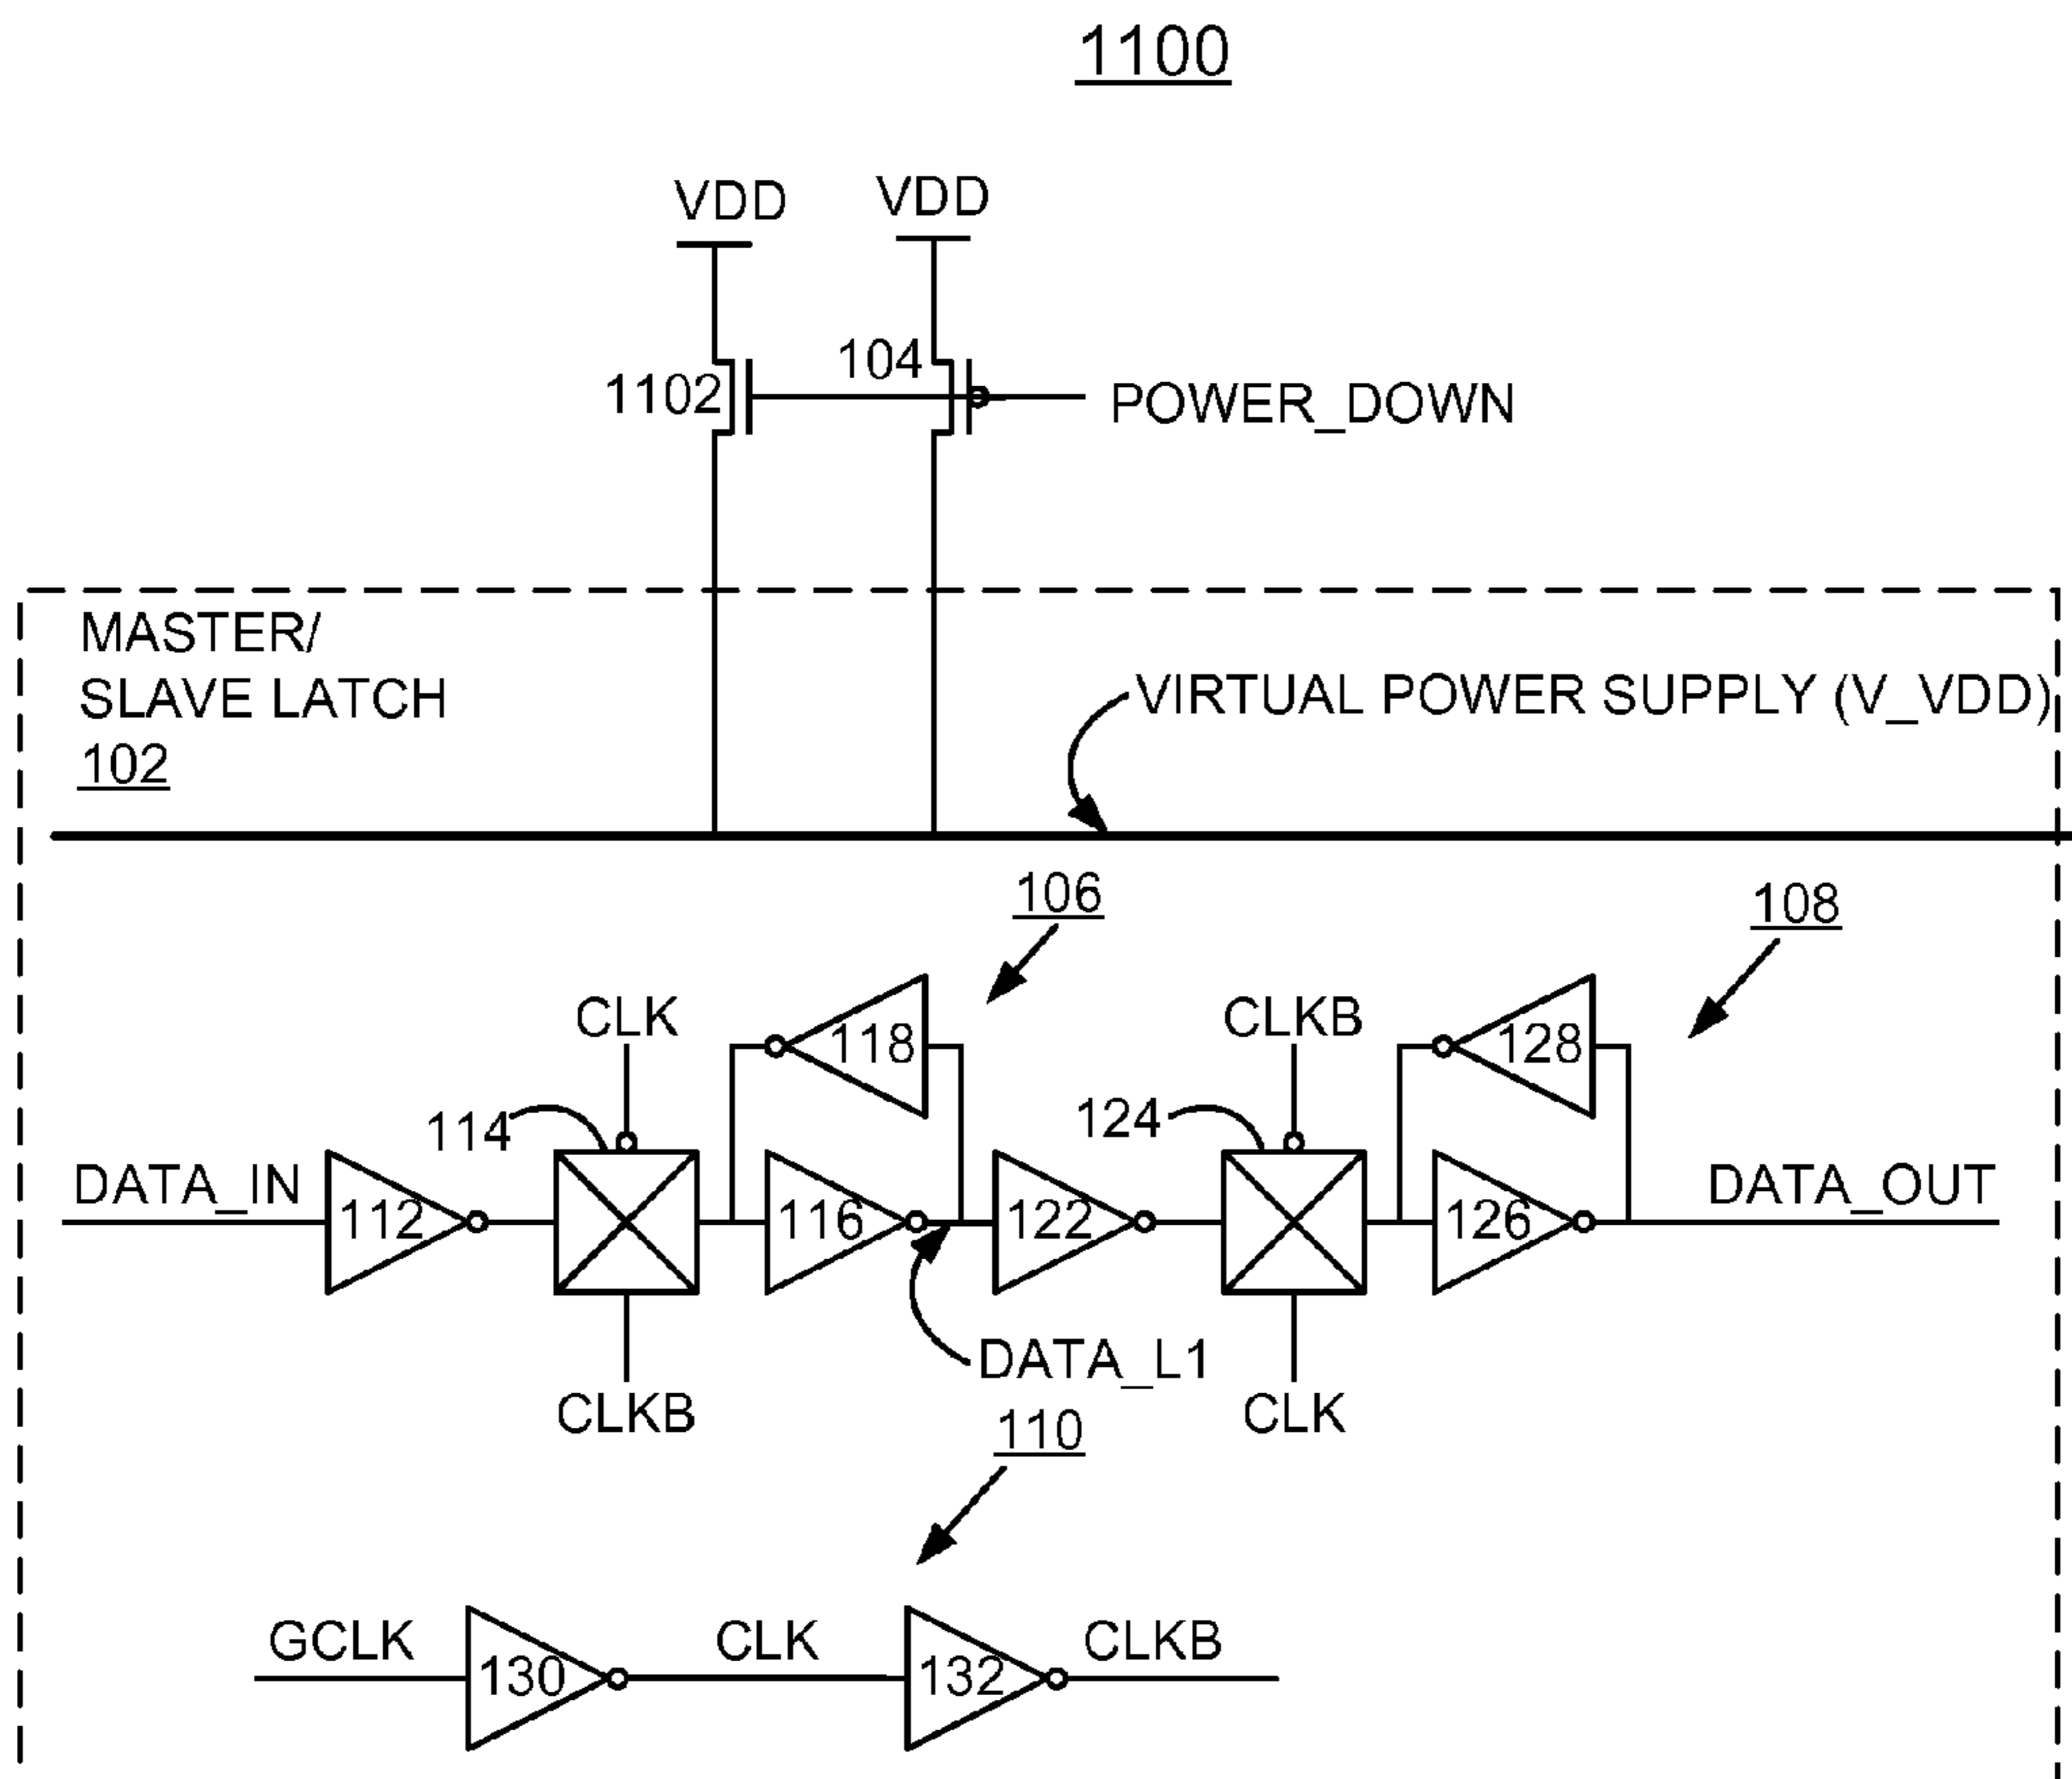 1100
VDD VDD
1102 104 POWER_DOWN
MASTER/
SLAVE LATCH
102
VIRTUAL POWER SUPPLY (V_VDD)
106 108
CLK 118 CLKB 128
114 124
DATA_IN 112 116 122 126 DATA_OUT
DATA_L1
CLKB CLK
110
GCLK 130 CLK 132 CLKB